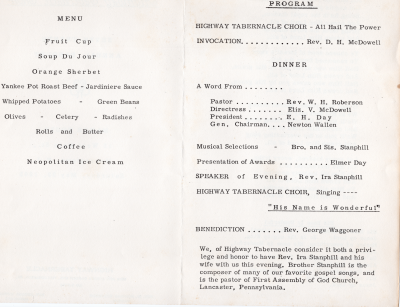 MENU
Fruit Cup
Soup Du Jour
Orange Sherbet
Yankee Pot Roast Beef - Jardiniere Sauce
Whipped Potatoes - Green Beans
Olives - Celery - Radishes
Rolls and Butter
Coffee
Neopolitan Ice Cream
PROGRAM
HIGHWAY TABERNACLE CHOIR - All Hail The Power
INVOCATION............. Rev. D. H. McDowell
DINNER
A Word From ........
Pastor .......... Rev. W. H. Roberson
Directress ....... Eliz. V. McDowell
President ........ E. H. Day
Gen. Chairman.... Newton Wallen
Musical Selections - Bro. and Sis. Stanphill
Presentation of Awards .......... Elmer Day
SPEAKER of Evening, Rev. Ira Stanphill
HIGHWAY TABERNACLE CHOIR, Singing ----
"His Name is Wonderful"
BENEDICTION ....... Rev. George Waggoner
We, of Highway Tabernacle consider it both a privi-
lege and honor to have Rev. Ira Stanphill and his
wife with us this evening. Brother Stanphill is the
composer of many of our favorite gospel songs, and
is the pastor of First Assembly of God Church,
Lancaster, Pennsylvania.